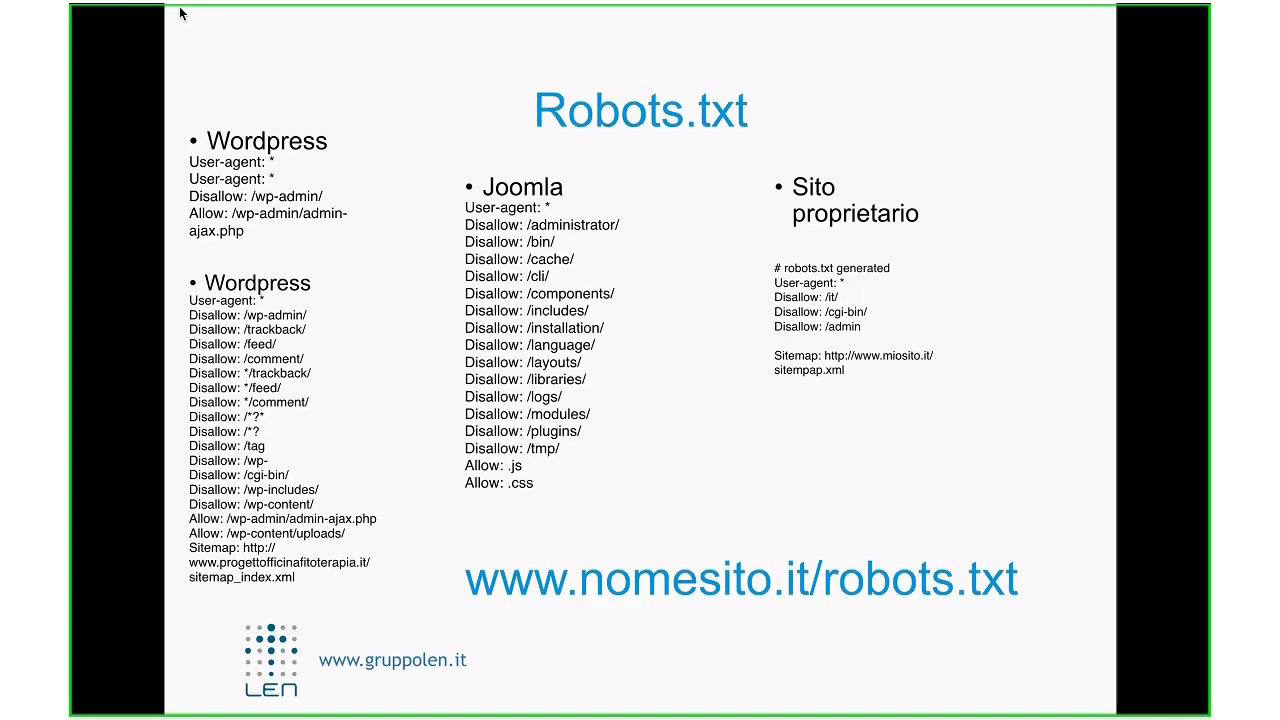 Robots.txt
• Wordpress
User-agent: *
User-agent: *
Disallow: /wp-admin/
Allow: /wp-admin/admin-
ajax.php
• Wordpress
User-agent: *
Disallow: /wp-admin/
Disallow: /trackback/
Disallow: /feed/
Disallow: /comment/
Disallow: */trackback/
Disallow: */feed/
Disallow: */comment/
Disallow: /*?*
Disallow: /*?
Disallow: /tag
Disallow: /wp-
Disallow: /cgi-bin/
Disallow: /wp-includes/
Disallow: /wp-content/
Allow: /wp-admin/admin-ajax.php
Allow: /wp-content/uploads/
Sitemap: http://
www.progettofficinafitoterapia.it/
sitemap_index.xml
• Joomla
User-agent: *
Disallow: /administrator/
Disallow: /bin/
Disallow: /cache/
Disallow: /cli/
Disallow: /components/
Disallow: /includes/
Disallow: /installation/
Disallow: /language/
Disallow: /layouts/
Disallow: /libraries/
Disallow: /logs/
Disallow: /modules/
Disallow: /plugins/
Disallow: /tmp/
Allow: .js
Allow: .css
• Sito
proprietario
# robots.txt generated
User-agent: *
Disallow: /it/
Disallow: /cgi-bin/
Disallow: /admin
Sitemap: http://www.miosito.it/
sitempap.xml
www.nomesito.it/robots.txt
LEN
www.gruppolen.it